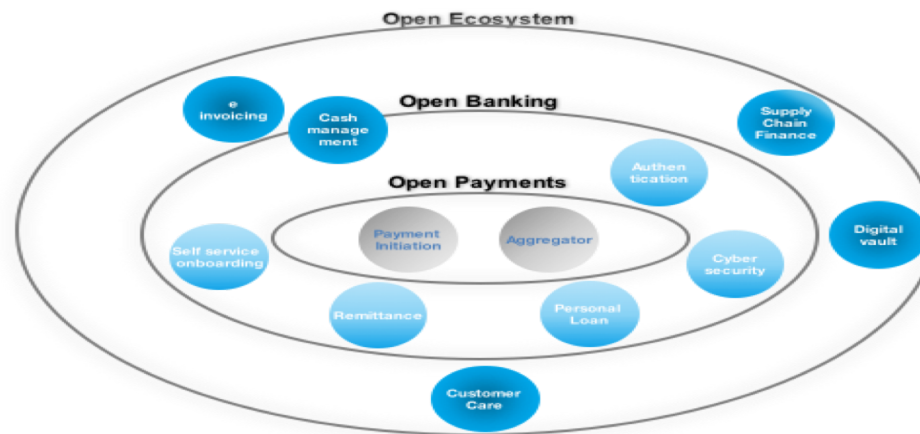 Open Ecosystem
e
invoicing
Open Banking
Cash
manage
ment
Supply
Chain
Finance
Authen
tication
Open Payments
Payment
Initiation
Aggregator
Digital
vault
Self service
onboarding
Cyber
security
Remittance
Personal
Loan
Customer
Care